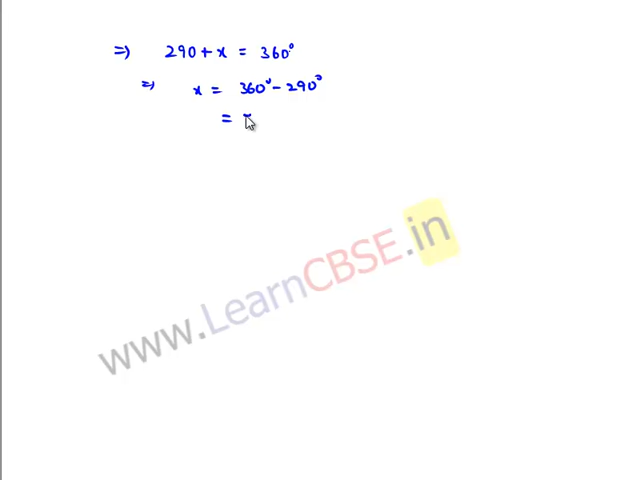 ⇒) 290 + x = 360°
⇒) x = 360° - 290°
=
www.LearnCBSE.in